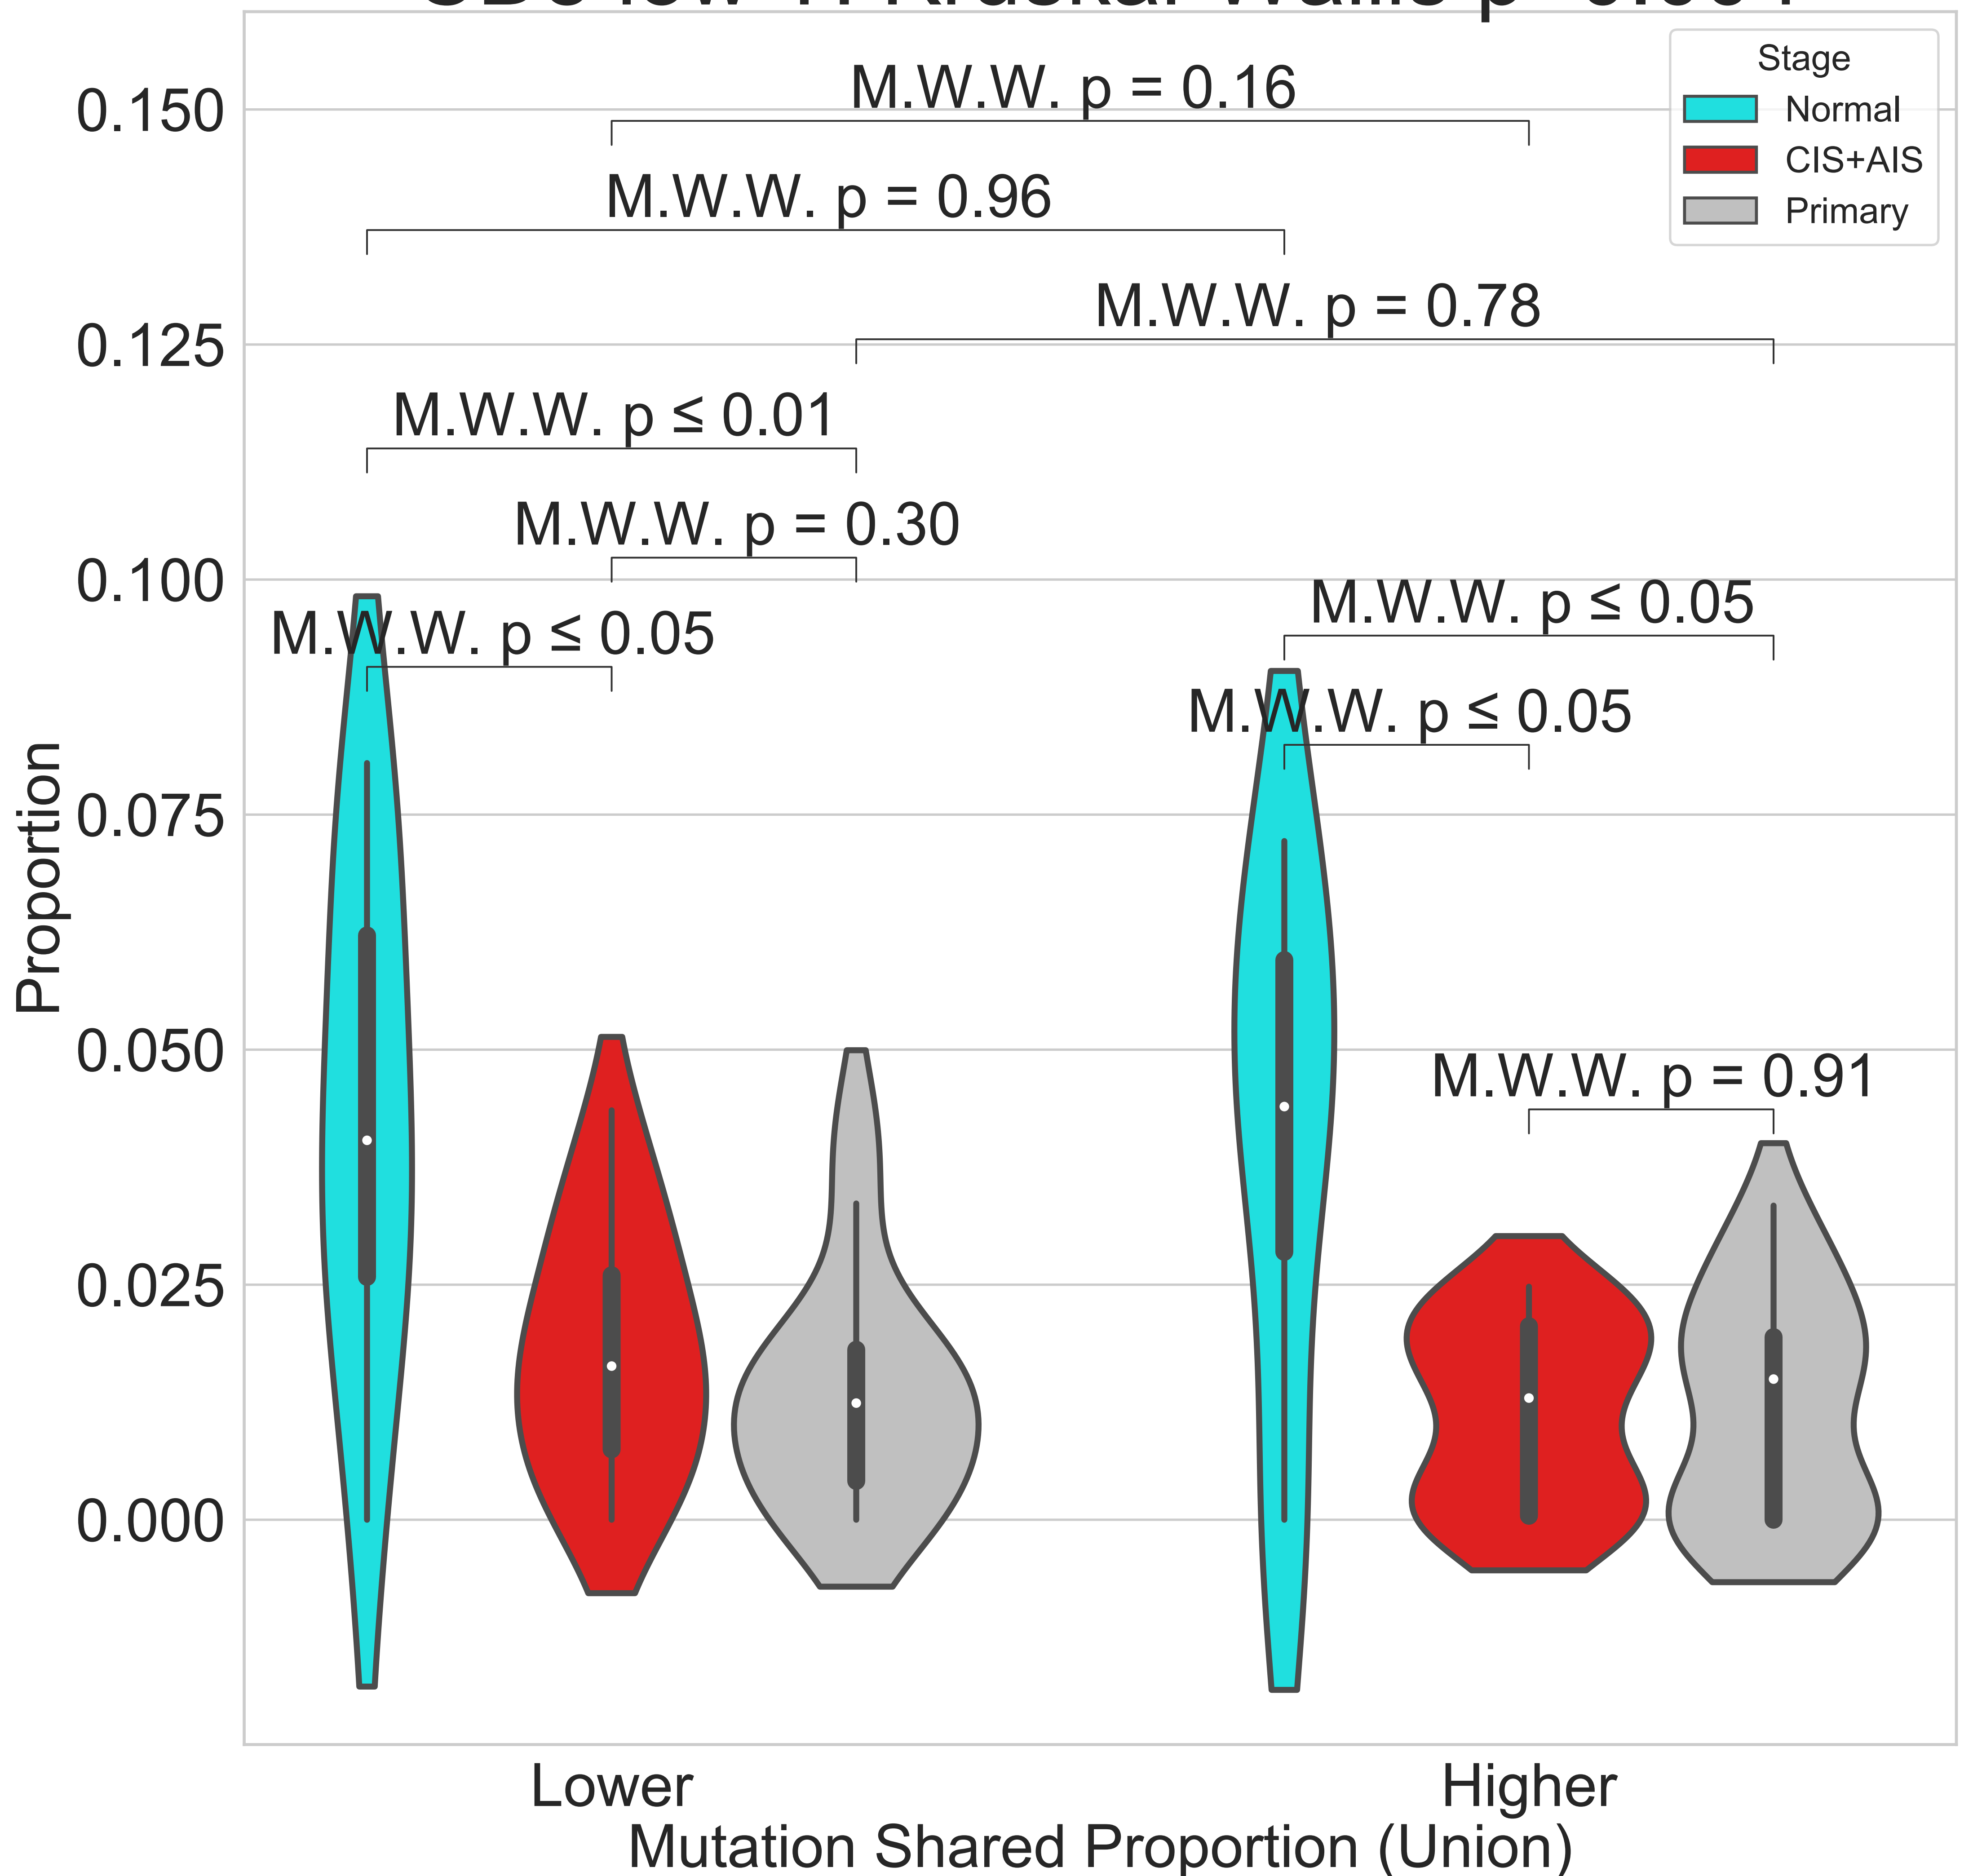 M.W.W. p = 0.16
Stage
Normal
CIS+AIS
Primary
M.W.W. p = 0.96
M.W.W. p = 0.78
M.W.W. p ≤ 0.01
M.W.W. p = 0.30
M.W.W. p ≤ 0.05
M.W.W. p ≤ 0.05
M.W.W. p ≤ 0.05
M.W.W. p = 0.91
0.150
0.125
0.100
0.075
0.050
0.025
0.000
Proportion
Lower
Higher
Mutation Shared Proportion (Union)